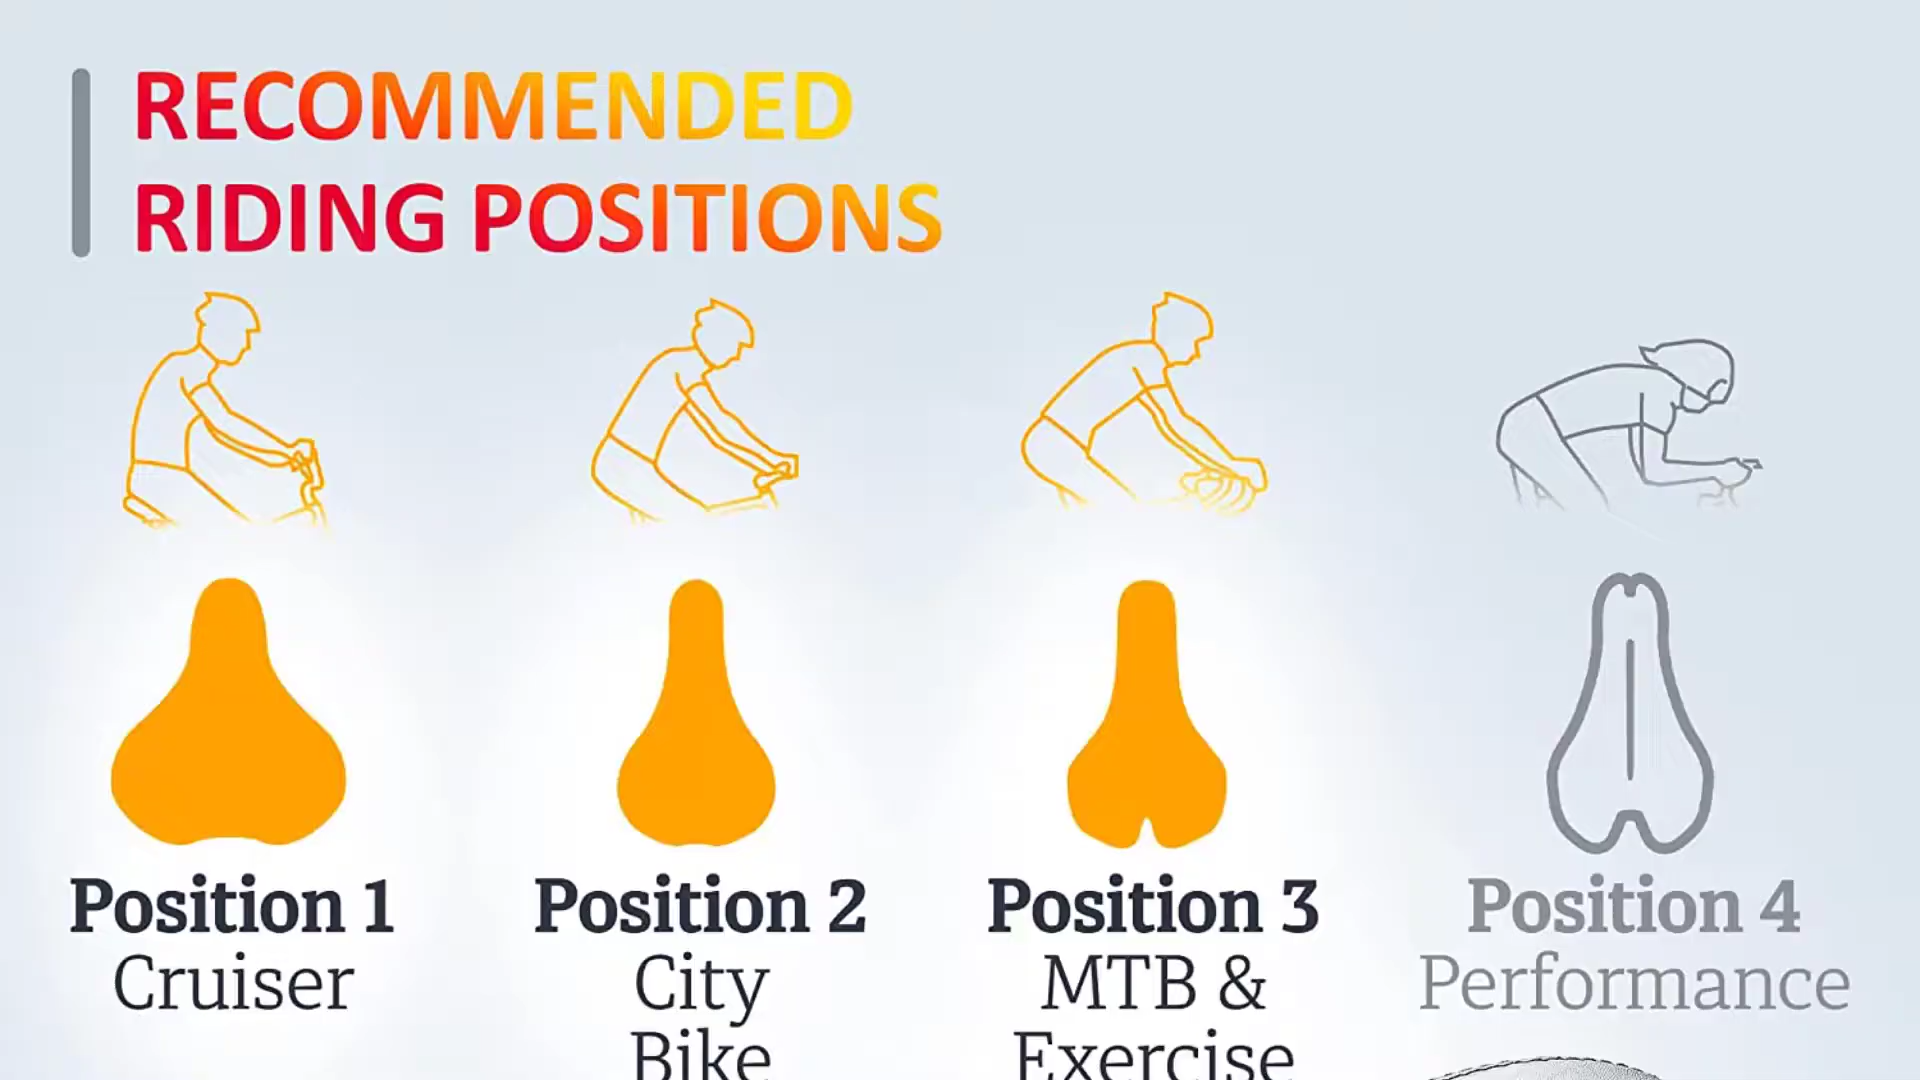 RECOMMENDED
RIDING POSITIONS
Position 1
Cruiser
Position 2
City
Bike
Position 3
MTB &
Exercise
Position 4
Performance